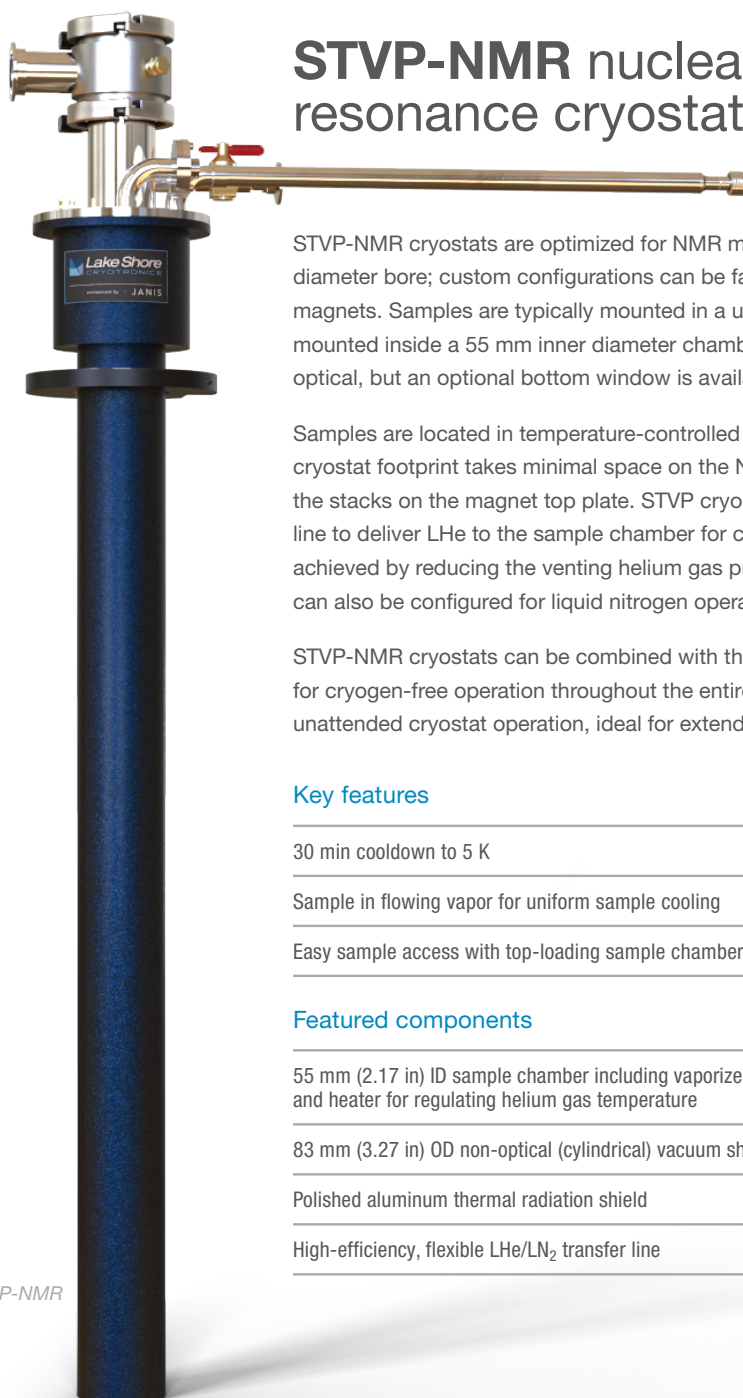 STVP-NMR nuclea
resonance cryostat
Lake Shore
CRYOTRONICS
JANIS
STVP-NMR cryostats are optimized for NMR m
diameter bore; custom configurations can be fa
magnets. Samples are typically mounted in a u
mounted inside a 55 mm inner diameter chamb
optical, but an optional bottom window is avail
Samples are located in temperature-controlled
cryostat footprint takes minimal space on the N
the stacks on the magnet top plate. STVP cryo
line to deliver LHe to the sample chamber for c
achieved by reducing the venting helium gas pr
can also be configured for liquid nitrogen opera
STVP-NMR cryostats can be combined with th
for cryogen-free operation throughout the entire
unattended cryostat operation, ideal for extend
Key features
30 min cooldown to 5 K
Sample in flowing vapor for uniform sample cooling
Easy sample access with top-loading sample chamber
Featured components
55 mm (2.17 in) ID sample chamber including vaporize
and heater for regulating helium gas temperature
83 mm (3.27 in) OD non-optical (cylindrical) vacuum sh
Polished aluminum thermal radiation shield
High-efficiency, flexible LHe/LN₂ transfer line
P-NMR